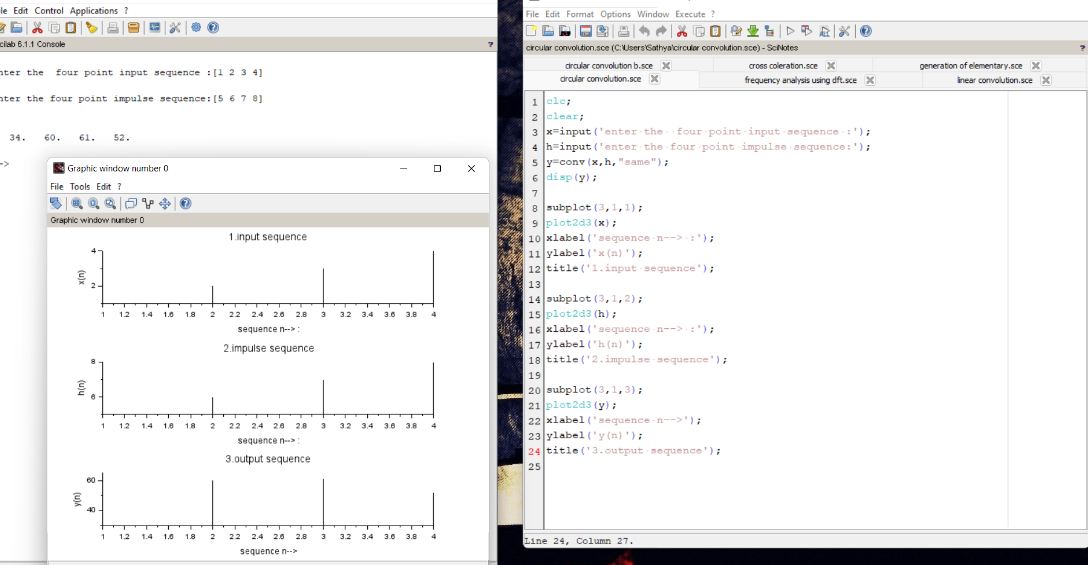 File Edit Control Applications ?
Scilab 6.1.1 Console ?
enter the  four point input sequence :[1 2 3 4]
enter the four point impulse sequence:[5 6 7 8]
34.   60.   61.   52.
-->
Graphic window number 0
File Tools Edit ?
Graphic window number 0
1.input sequence
4
x(n)
2
1 1.2 1.4 1.6 1.8 2 2.2 2.4 2.6 2.8 3 3.2 3.4 3.6 3.8 4
sequence n--> :
2.impulse sequence
8
h(n)
6
1 1.2 1.4 1.6 1.8 2 2.2 2.4 2.6 2.8 3 3.2 3.4 3.6 3.8 4
sequence n--> :
3.output sequence
60
y(n)
40
1 1.2 1.4 1.6 1.8 2 2.2 2.4 2.6 2.8 3 3.2 3.4 3.6 3.8 4
sequence n-->
File Edit Format Options Window Execute ?
circular convolution.sce (C:\Users\Sathya\circular convolution.sce) - SciNotes ?
circular convolution b.sce cross coleration.sce generation of elementary.sce
circular convolution.sce frequency analysis using dft.sce linear convolution.sce
1 clc;
2 clear;
3 x=input('enter the  four point input sequence :');
4 h=input('enter the four point impulse sequence:');
5 y=conv(x,h,"same");
6 disp(y);
7
8 subplot(3,1,1);
9 plot2d3(x);
10 xlabel('sequence n--> :');
11 ylabel('x(n)');
12 title('1.input sequence');
13
14 subplot(3,1,2);
15 plot2d3(h);
16 xlabel('sequence n--> :');
17 ylabel('h(n)');
18 title('2.impulse sequence');
19
20 subplot(3,1,3);
21 plot2d3(y);
22 xlabel('sequence n-->');
23 ylabel('y(n)');
24 title('3.output sequence');
25
Line 24, Column 27.